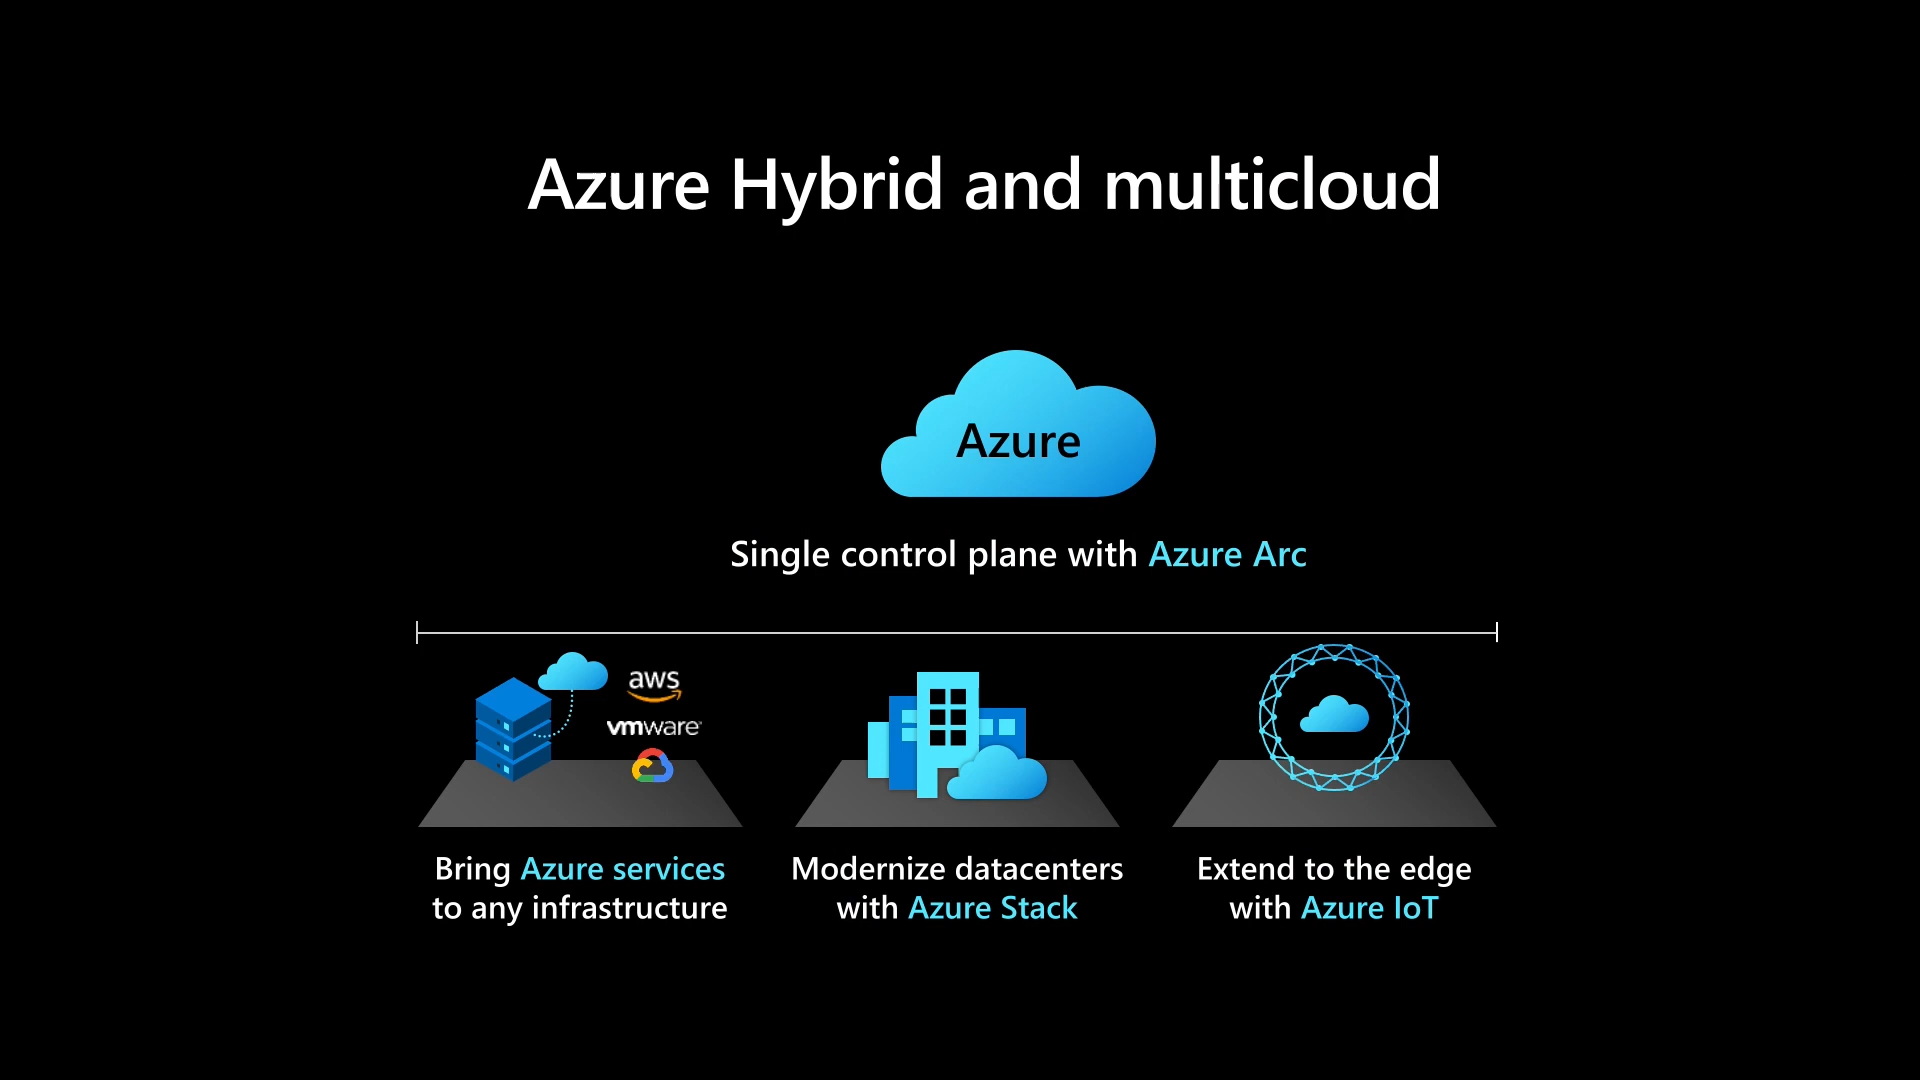 Azure Hybrid and multicloud
Azure
Single control plane with Azure Arc
aws
vmware
Bring Azure services
to any infrastructure
Modernize datacenters
with Azure Stack
Extend to the edge
with Azure IoT